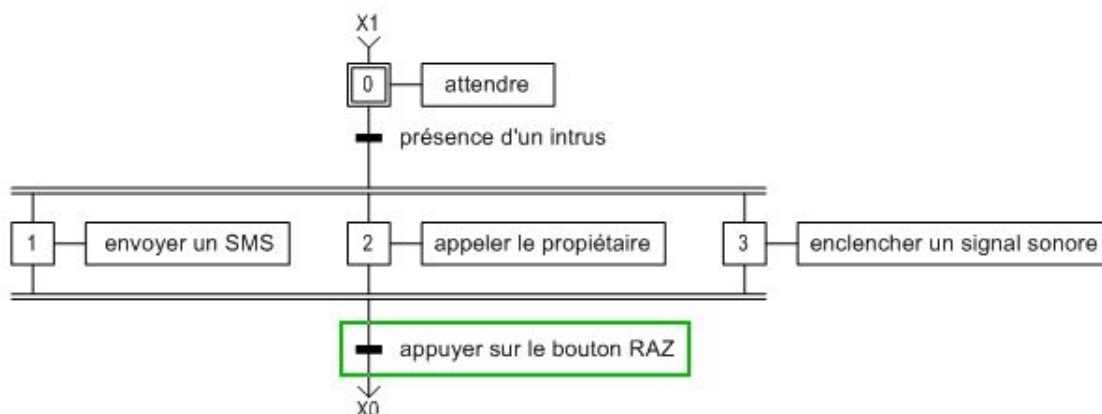 X1
0 attendre
présence d'un intrus
1 envoyer un SMS 2 appeler le propiétaire 3 enclencher un signal sonore
appuyer sur le bouton RAZ
X0